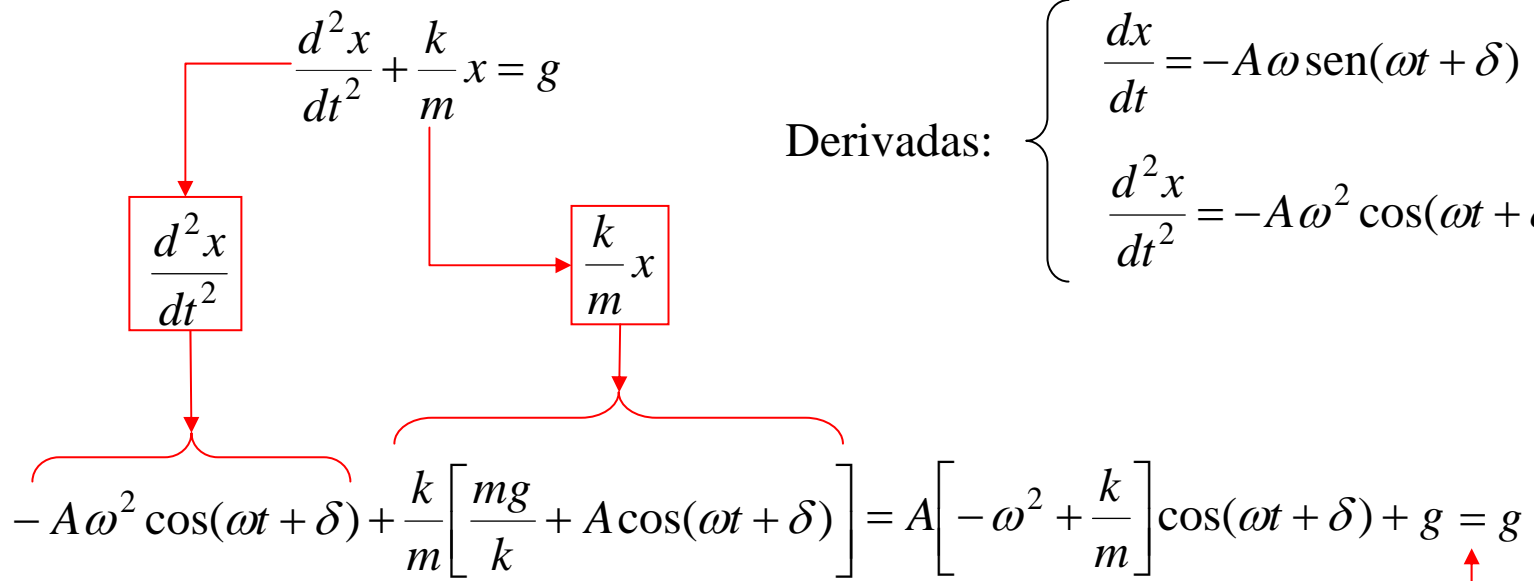 d²x/dt² + k/m x = g
Derivadas:
dx/dt = −Aω sen(ωt + δ)
d²x/dt² = −Aω² cos(ωt +
d²x/dt²
k/m x
−Aω² cos(ωt + δ) + k/m [mg/k + A cos(ωt + δ)] = A[−ω² + k/m] cos(ωt + δ) + g = g